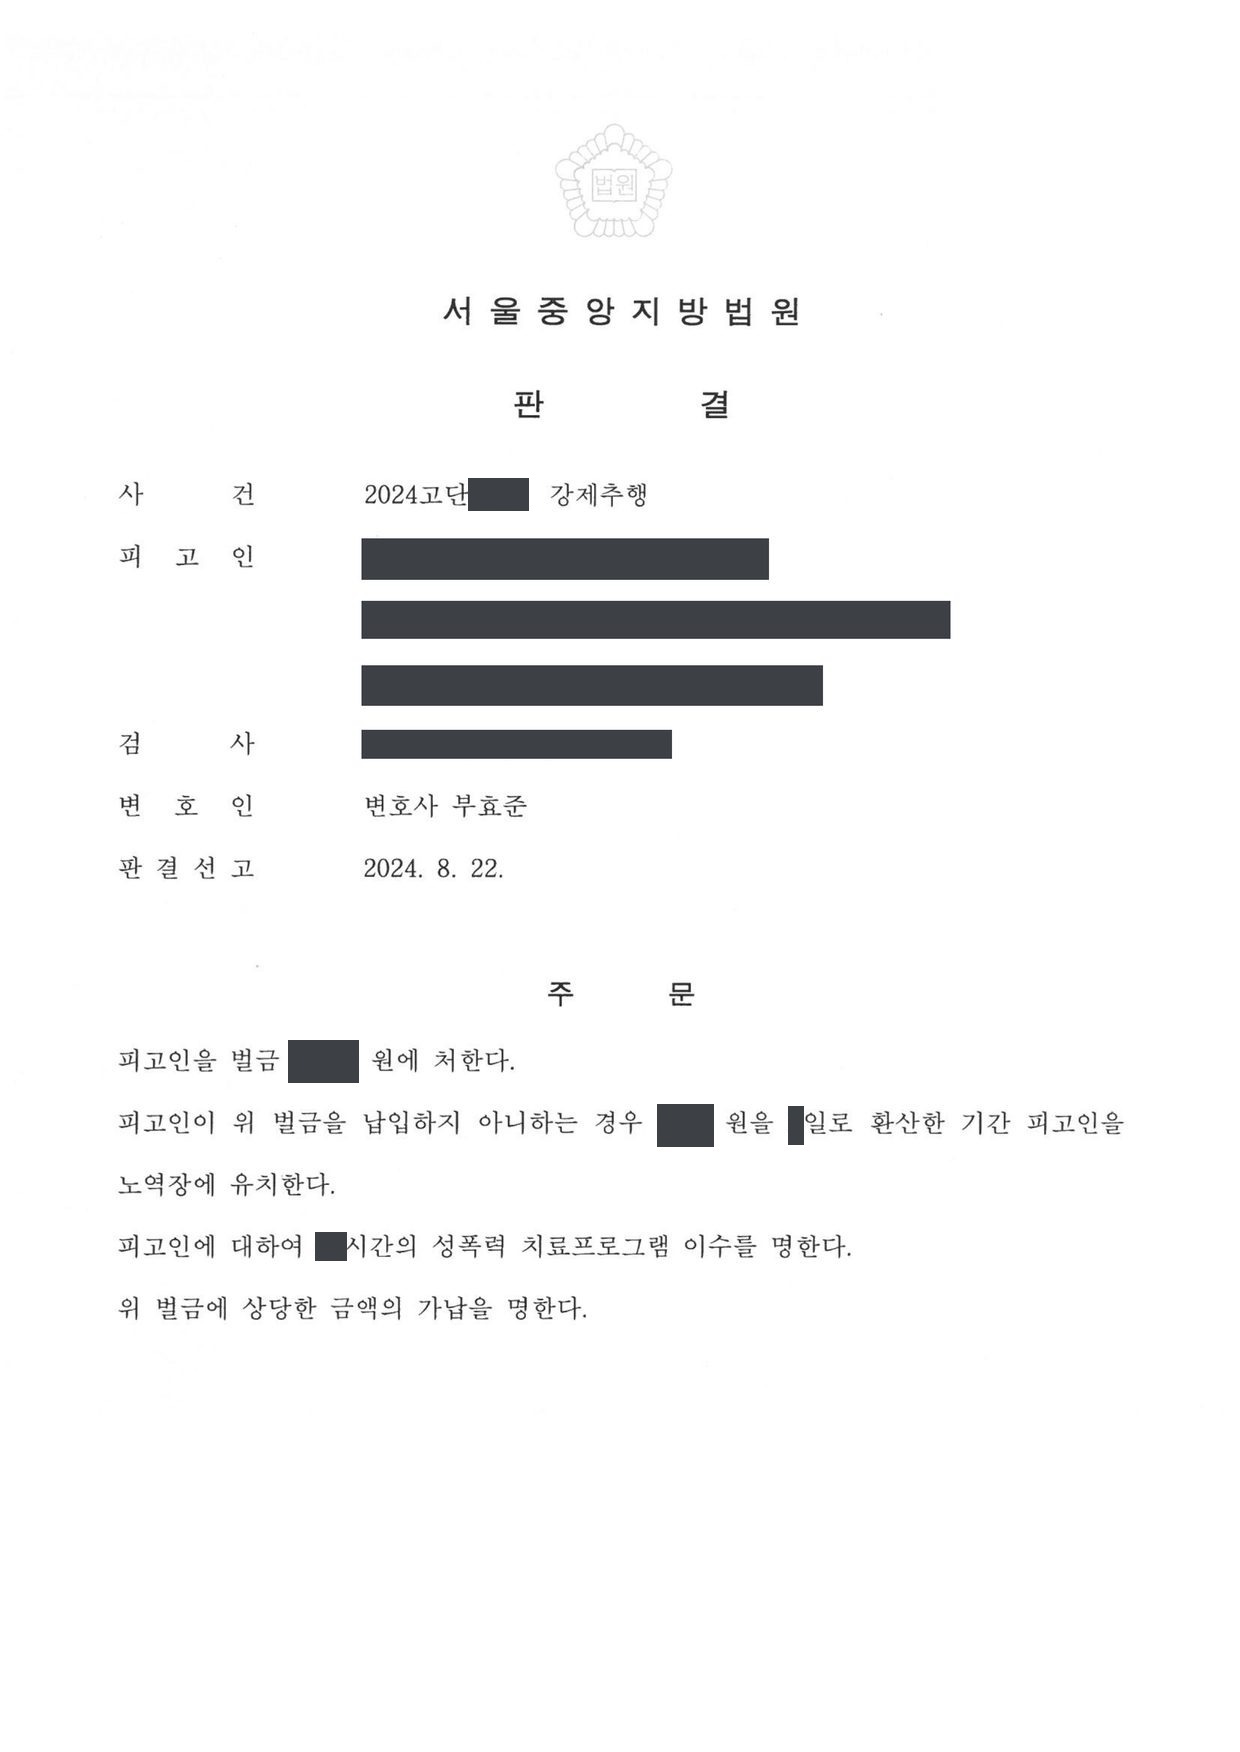 법원
서울중앙지방법원
판 결
사 건 2024고단 강제추행
피 고 인
검 사
변 호 인 변호사 부효준
판 결 선 고 2024. 8. 22.
주 문
피고인을 벌금 원에 처한다.
피고인이 위 벌금을 납입하지 아니하는 경우 원을 일로 환산한 기간 피고인을
노역장에 유치한다.
피고인에 대하여 시간의 성폭력 치료프로그램 이수를 명한다.
위 벌금에 상당한 금액의 가납을 명한다.